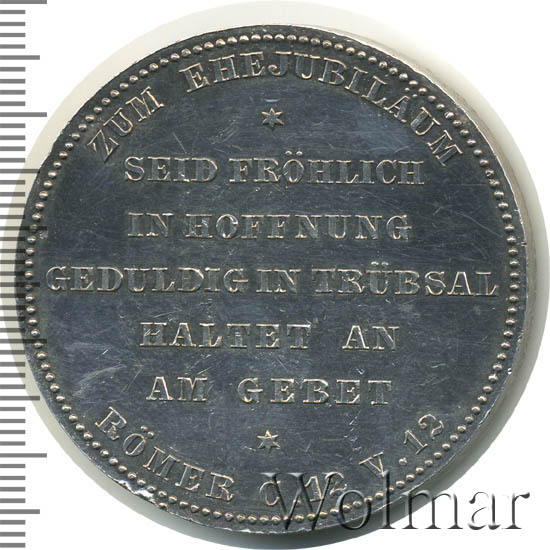 ZUM EHEJUBILÄUM
SEID FRÖHLICH
IN HOFFNUNG
GEDULDIG IN TRÜBSAL
HALTET AN
AM GEBET
RÖMER C. 12 V. 12
Wolmar